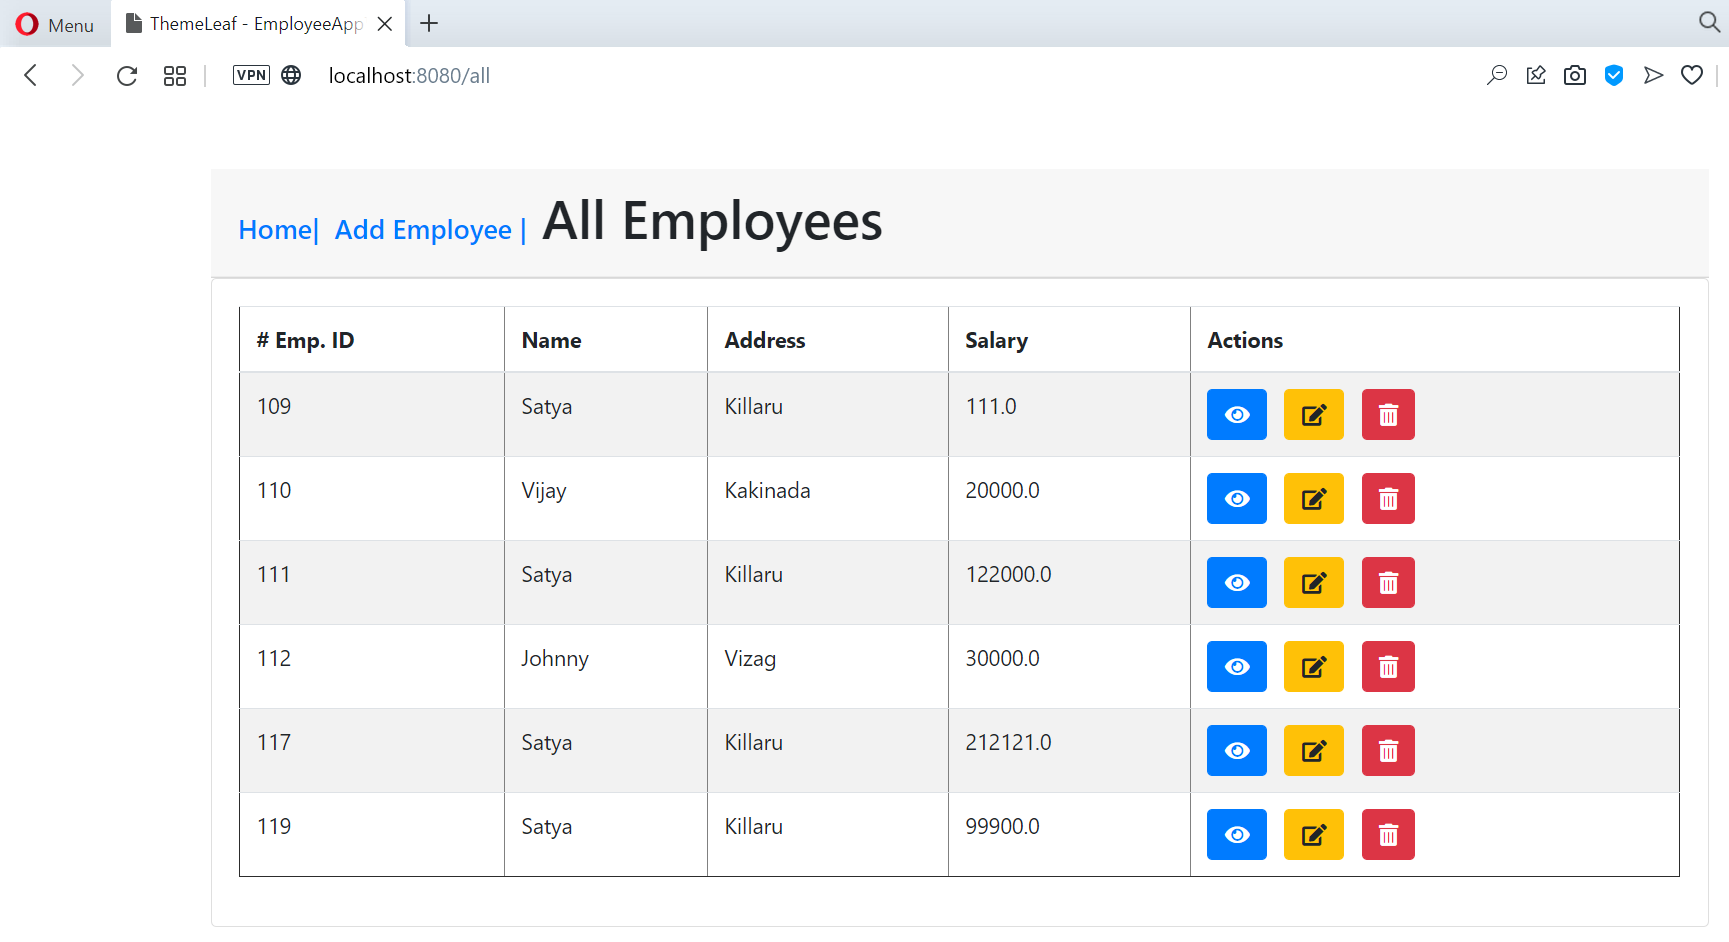 Menu
ThemeLeaf - EmployeeApp
VPN
localhost:8080/all
Home| Add Employee | All Employees
# Emp. ID Name Address Salary Actions
109 Satya Killaru 111.0
110 Vijay Kakinada 20000.0
111 Satya Killaru 122000.0
112 Johnny Vizag 30000.0
117 Satya Killaru 212121.0
119 Satya Killaru 99900.0